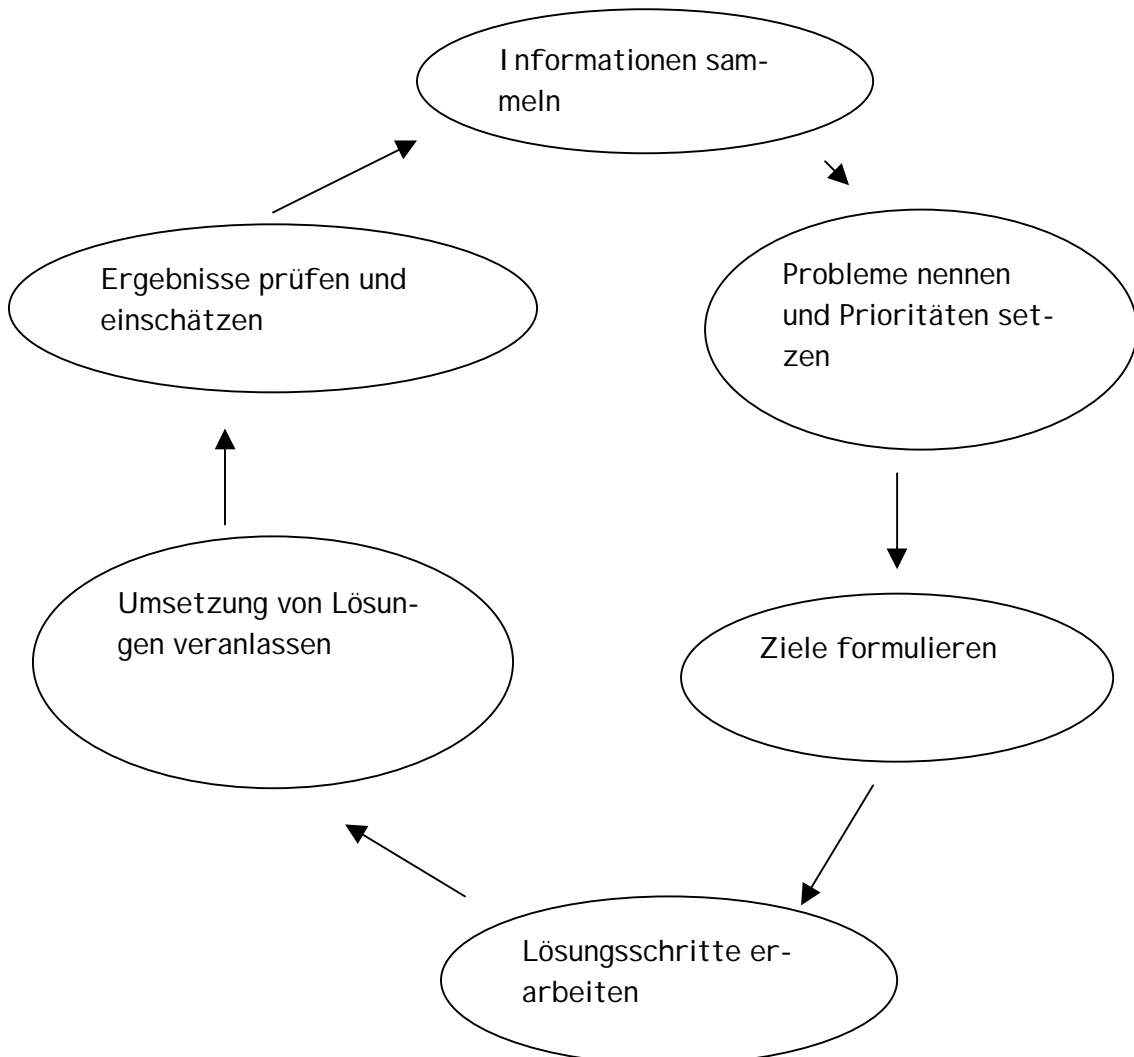 Informationen sam-
meln
Probleme nennen
und Prioritäten set-
zen
Ziele formulieren
Lösungsschritte er-
arbeiten
Umsetzung von Lösun-
gen veranlassen
Ergebnisse prüfen und
einschätzen